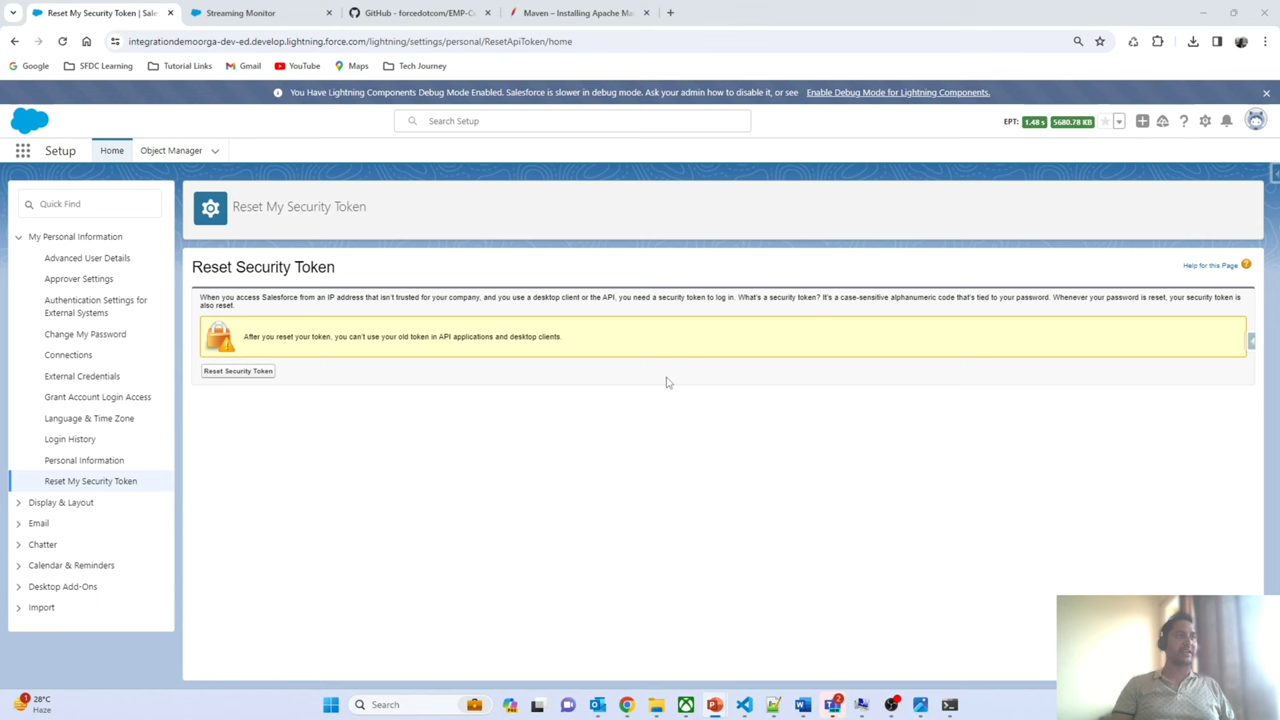 Reset My Security Token | Sale
Streaming Monitor
GitHub - forcedotcom/EMP-Co
Maven – Installing Apache Ma
integrationdemoorga-dev-ed.develop.lightning.force.com/lightning/settings/personal/ResetApiToken/home
Google
SFDC Learning
Tutorial Links
Gmail
YouTube
Maps
Tech Journey
You Have Lightning Components Debug Mode Enabled. Salesforce is slower in debug mode. Ask your admin how to disable it, or see Enable Debug Mode for Lightning Components.
Search Setup
EPT: 1.48 s 5680.78 KB
Setup
Home
Object Manager
Quick Find
My Personal Information
Advanced User Details
Approver Settings
Authentication Settings for
External Systems
Change My Password
Connections
External Credentials
Grant Account Login Access
Language & Time Zone
Login History
Personal Information
Reset My Security Token
Display & Layout
Email
Chatter
Calendar & Reminders
Desktop Add-Ons
Import
Reset My Security Token
Reset Security Token
Help for this Page
When you access Salesforce from an IP address that isn't trusted for your company, and you use a desktop client or the API, you need a security token to log in. What's a security token? It's a case-sensitive alphanumeric code that's tied to your password. Whenever your password is reset, your security token is
also reset.
After you reset your token, you can't use your old token in API applications and desktop clients.
Reset Security Token
1
28°C
Haze
Search
2